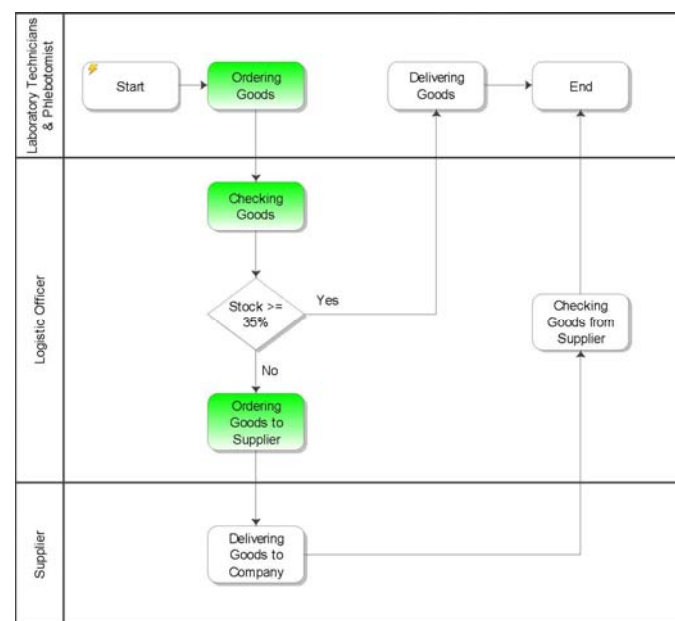 Laboratory Technicians
& Phlebotomist
Start
Ordering
Goods
Delivering
Goods
End
Logistic Officer
Checking
Goods
Stock >=
35%
Yes
No
Checking
Goods from
Supplier
Ordering
Goods to
Supplier
Supplier
Delivering
Goods to
Company